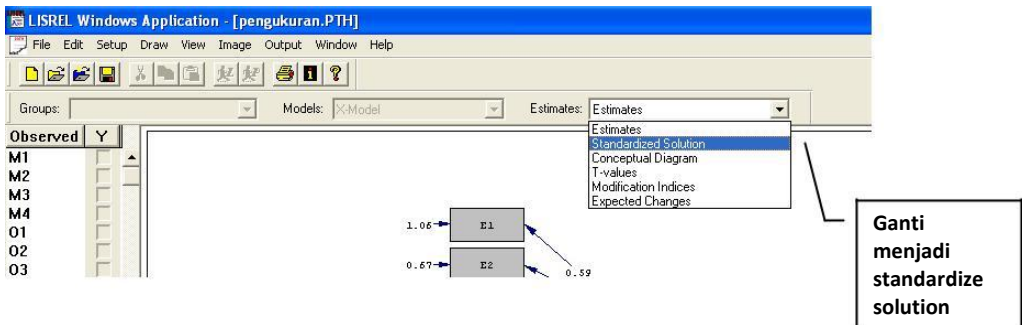 LISREL Windows Application - [pengukuran.PTH]
File Edit Setup Draw View Image Output Window Help
Groups: Models: X-Model Estimates: Estimates
Observed Y
Estimates
Standardized Solution
Conceptual Diagram
T-values
Modification Indices
Expected Changes
M1
M2
M3
M4
O1
O2
O3
1.06 E1
0.67 E2 0.59
Ganti
menjadi
standardize
solution